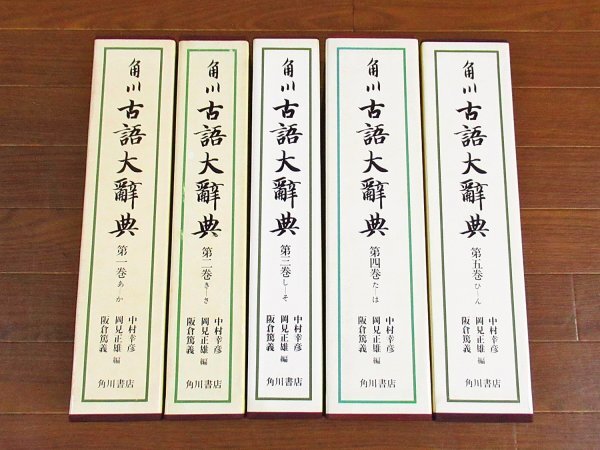 角川
古語大辭典
第一巻
あ―か
中村幸彦
岡見正雄
阪倉篤義
編
角川書店
角川
古語大辭典
第二巻
き―さ
中村幸彦
岡見正雄
阪倉篤義
編
角川書店
角川
古語大辭典
第三巻
し―そ
中村幸彦
岡見正雄
阪倉篤義
編
角川書店
角川
古語大辭典
第四巻
た―は
中村幸彦
岡見正雄
阪倉篤義
編
角川書店
角川
古語大辭典
第五巻
ひ―ん
中村幸彦
岡見正雄
阪倉篤義
編
角川書店